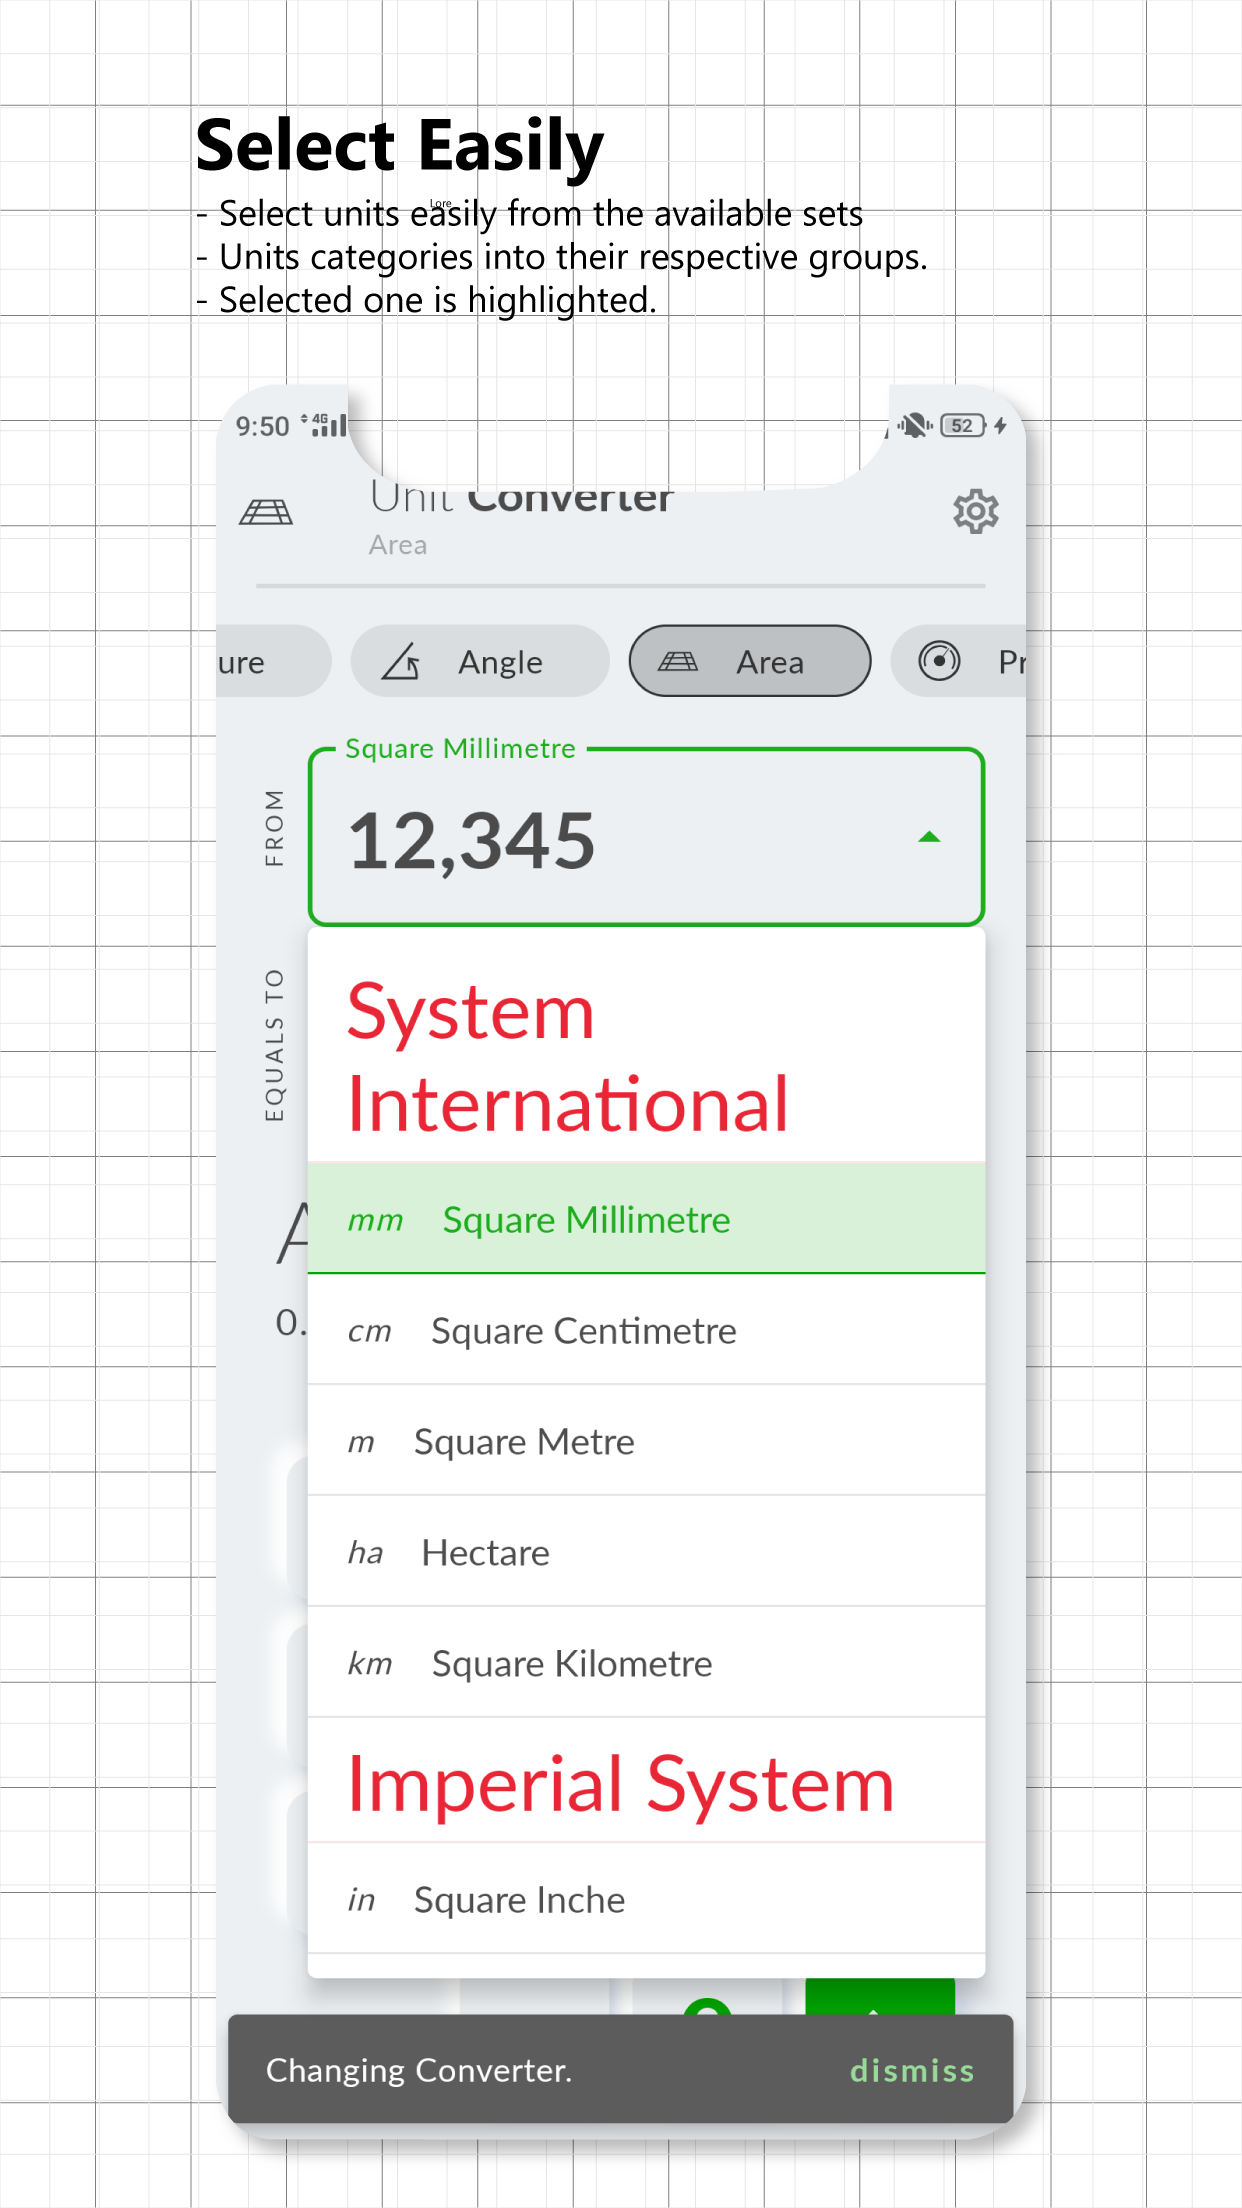 Select Easily
Lore
- Select units easily from the available sets
- Units categories into their respective groups.
- Selected one is highlighted.
9:50 4G 52
Unit Converter
Area
ure Angle Area Pr
Square Millimetre
FROM
12,345
EQUALS TO
System
International
mm Square Millimetre
A
cm Square Centimetre
0.
m Square Metre
ha Hectare
km Square Kilometre
Imperial System
in Square Inche
Changing Converter. dismiss